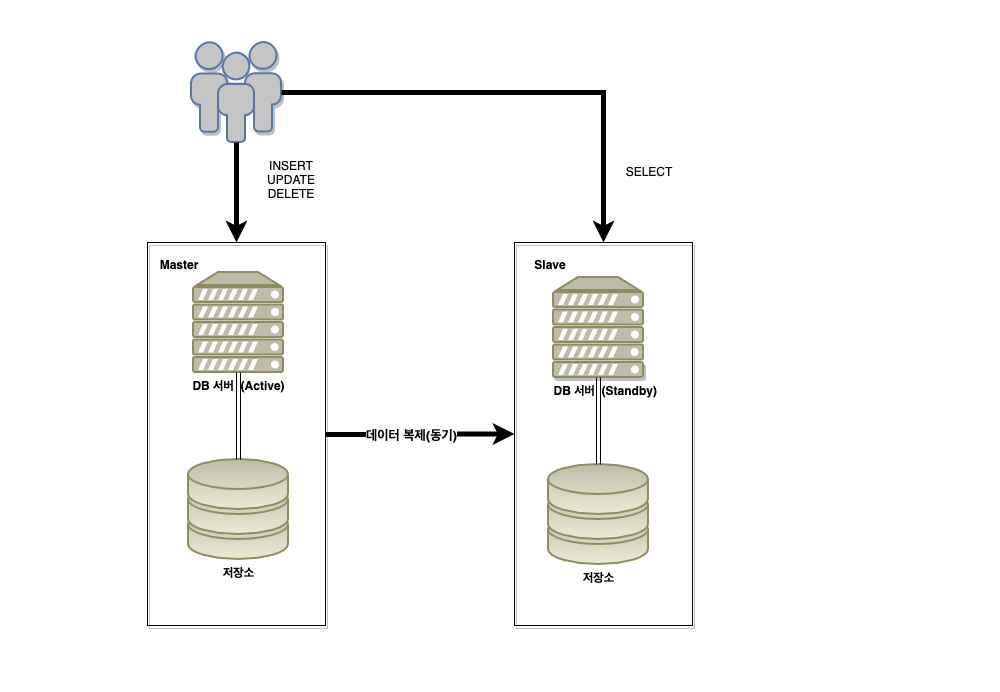 INSERT
UPDATE
DELETE
SELECT
Master
DB 서버 (Active)
저장소
데이터 복제(동기)
Slave
DB 서버 (Standby)
저장소